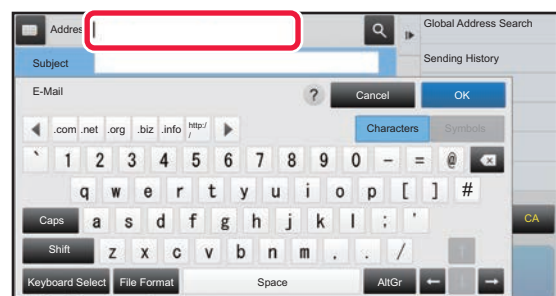 Addres
Global Address Search
Subject
Sending History
E-Mail
? Cancel OK
.com .net .org .biz .info http:/
/
Characters Symbols
` 1 2 3 4 5 6 7 8 9 0 - = @
q w e r t y u i o p [ ] #
Caps a s d f g h j k l ; '
CA
Shift z x c v b n m . . /
Keyboard Select File Format Space AltGr